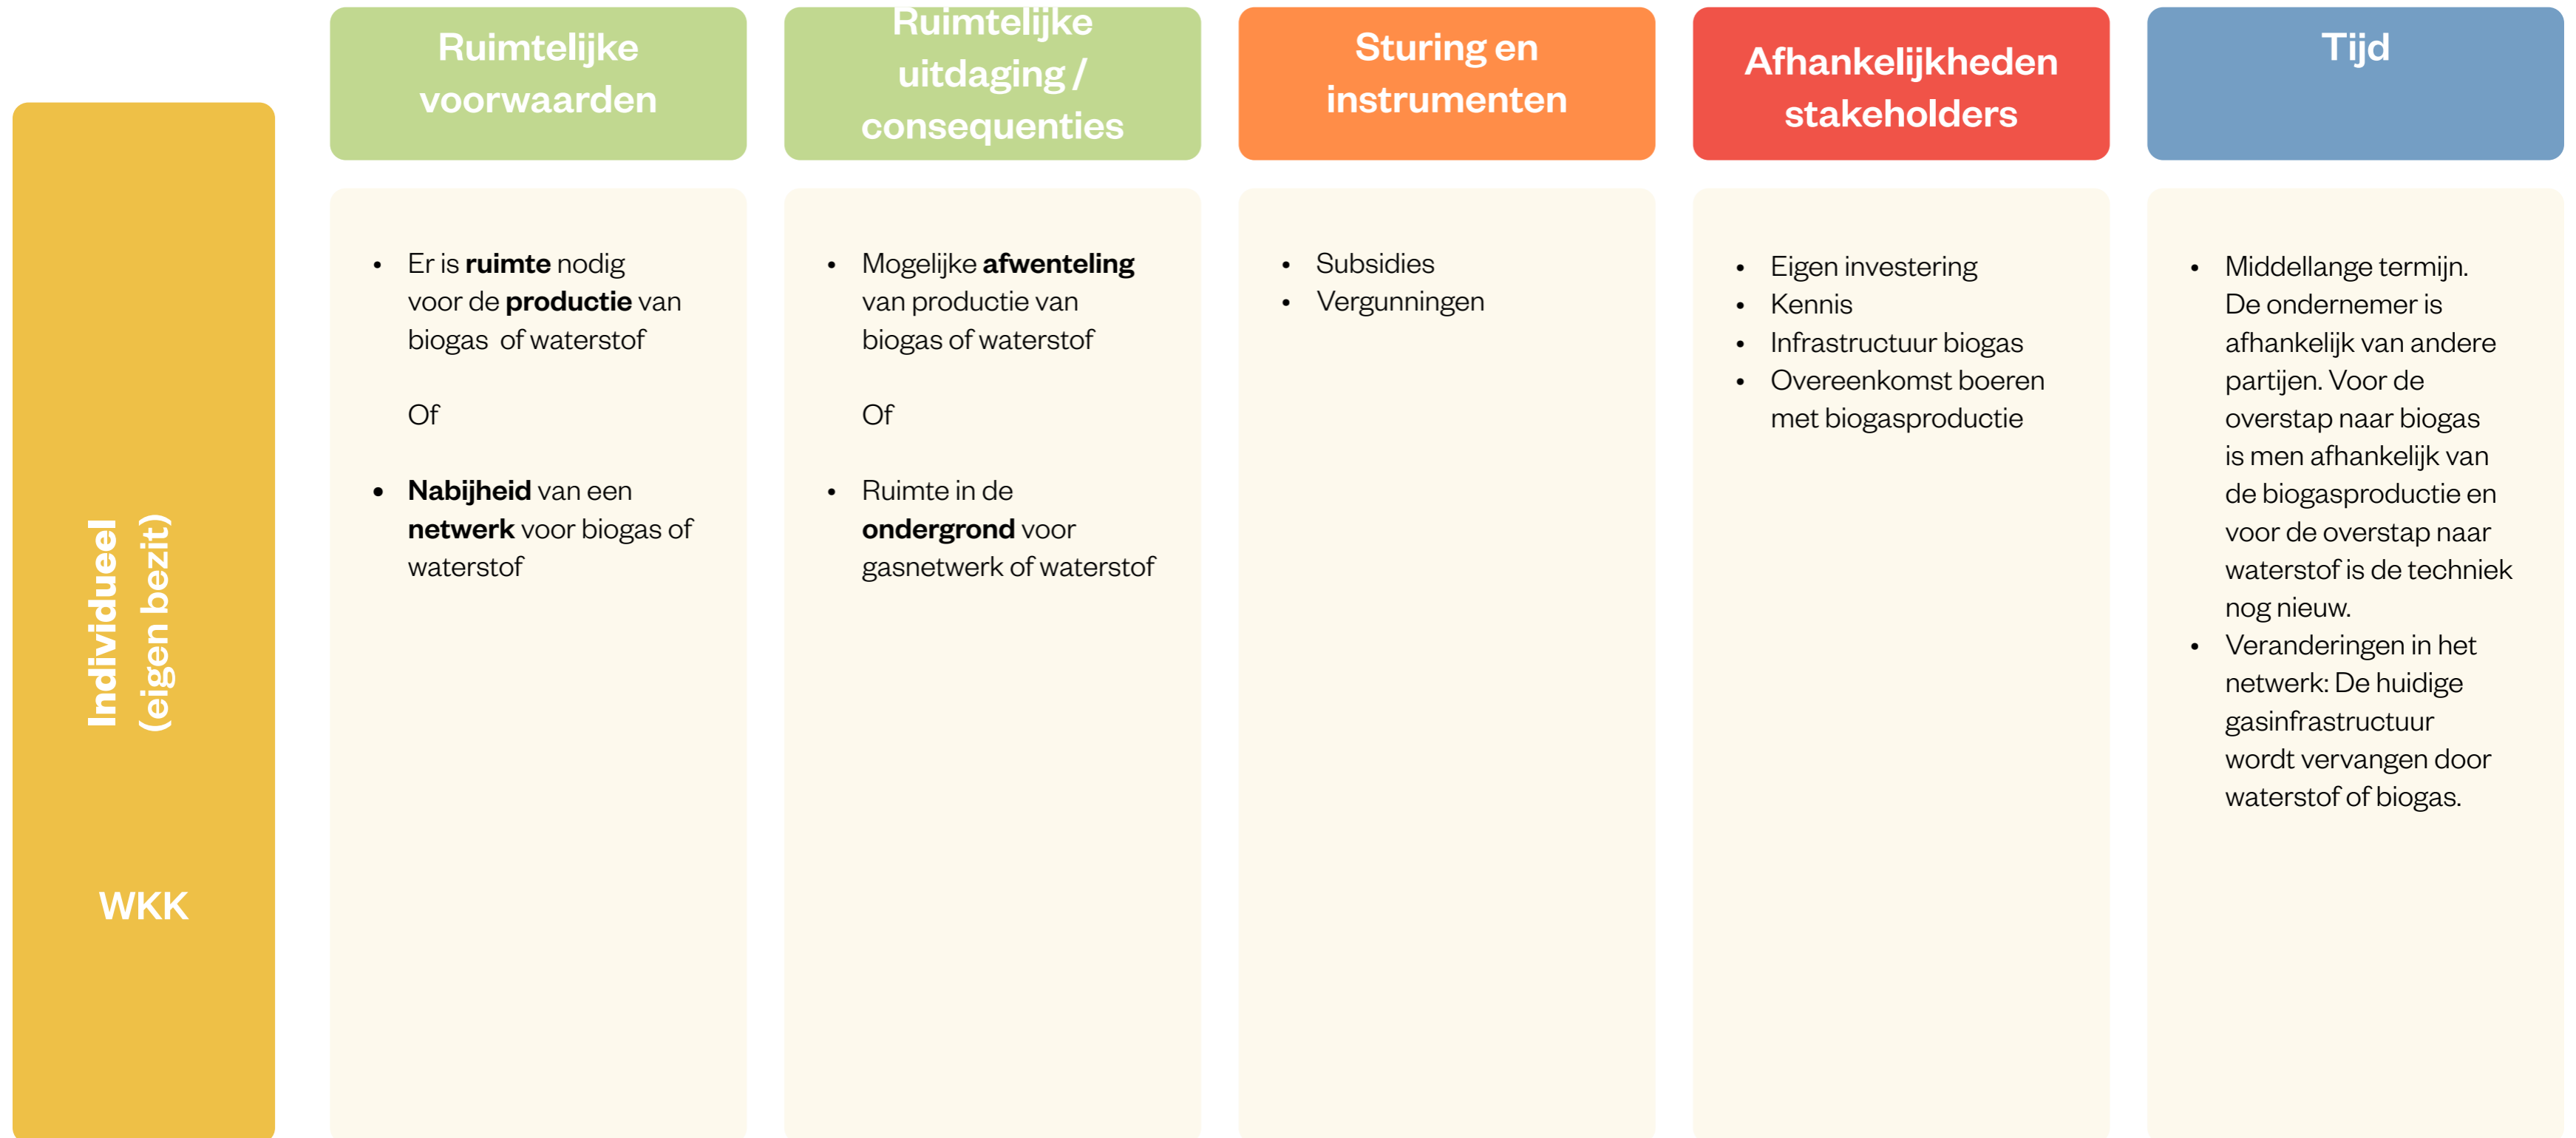 Ruimtelijke
voorwaarden
Ruimtelijke
uitdaging /
consequenties
Sturing en
instrumenten
Afhankelijkheden
stakeholders
Tijd
Individueel
(eigen bezit)
WKK
• Er is ruimte nodig
voor de productie van
biogas of waterstof
Of
• Nabijheid van een
netwerk voor biogas of
waterstof
• Mogelijke afwenteling
van productie van
biogas of waterstof
Of
• Ruimte in de
ondergrond voor
gasnetwerk of waterstof
• Subsidies
• Vergunningen
• Eigen investering
• Kennis
• Infrastructuur biogas
• Overeenkomst boeren
met biogasproductie
• Middellange termijn.
De ondernemer is
afhankelijk van andere
partijen. Voor de
overstap naar biogas
is men afhankelijk van
de biogasproductie en
voor de overstap naar
waterstof is de techniek
nog nieuw.
• Veranderingen in het
netwerk: De huidige
gasinfrastructuur
wordt vervangen door
waterstof of biogas.